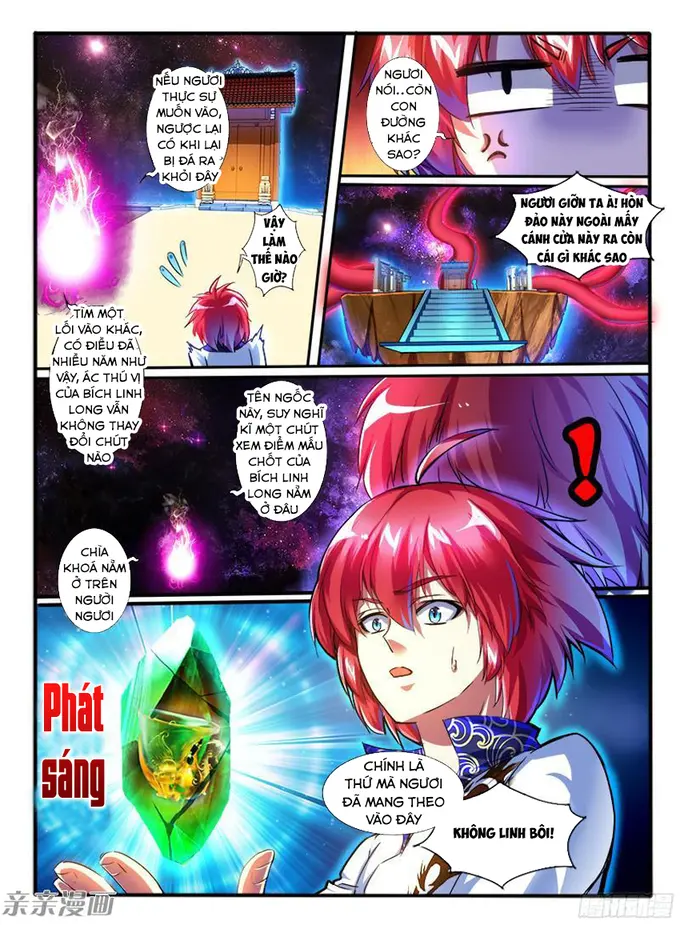 NẾU NGƯƠI
THỰC SỰ
MUỐN VÀO,
NGƯỢC LẠI
CÓ KHI LẠI
BỊ ĐÁ RA
KHỎI ĐÂY
VẬY
LÀM
THẾ NÀO
GIỜ?
NGƯƠI
NÓI..CÒN
CON
ĐƯỜNG
KHÁC
SAO?
NGƯƠI GIỠN TA À! HÒN
ĐẢO NÀY NGOÀI MẤY
CÁNH CỬA NÀY RA CÒN
CÁI GÌ KHÁC SAO
TÌM MỘT
LỐI VÀO KHÁC,
CÓ ĐIỀU ĐÃ
NHIỀU NĂM NHƯ
VẬY, ÁC THÚ VỊ
CỦA BÍCH LINH
LONG VẪN
KHÔNG THAY
ĐỔI CHÚT
NÀO
TÊN NGỐC
NÀY, SUY NGHĨ
KĨ MỘT CHÚT
XEM ĐIỂM MẤU
CHỐT CỦA
BÍCH LINH
LONG NẰM
Ở ĐÂU
!
CHÌA
KHOÁ NẰM
Ở TRÊN
NGƯỜI
NGƯƠI
Phát
sáng
CHÍNH LÀ
THỨ MÀ NGƯƠI
ĐÃ MANG THEO
VÀO ĐÂY
KHÔNG LINH BÔI!
亲亲漫画